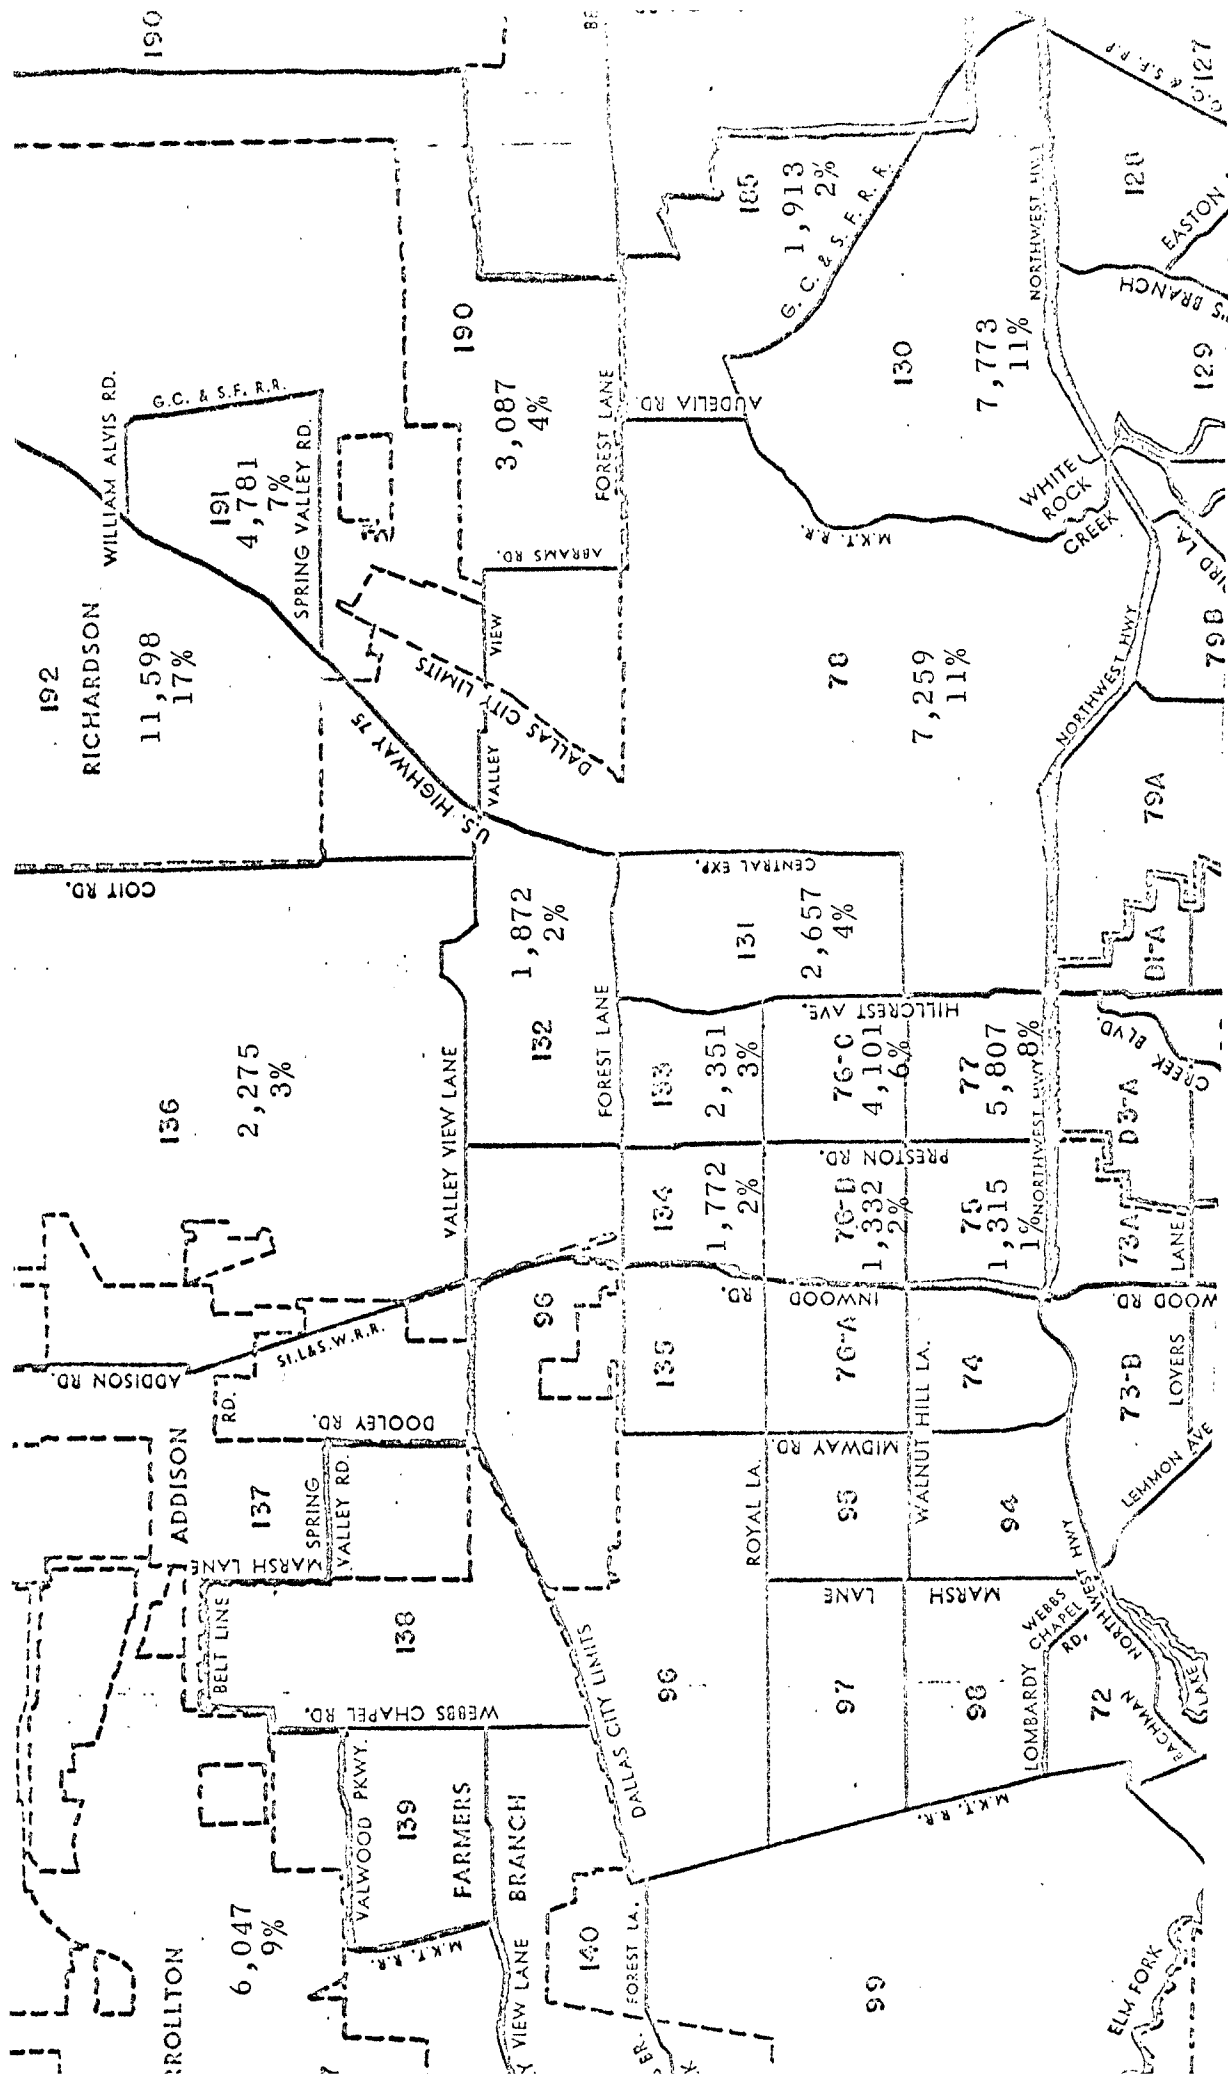 190
192
RICHARDSON
11,598
17%
WILLIAM ALVIS RD.
G.C. & S.F. R.R.
191
4,781
7%
SPRING VALLEY RD.
190
3,087
4%
FOREST LANE
ABRAMS RD.
VALLEY
VIEW
DALLAS CITY LIMITS
U.S. HIGHWAY 75
COIT RD.
185
1,913
2%
G. C. & S. F. R. R.
AUDELIA RD.
130
7,773
11%
NORTHWEST HWY
127
128
EASTON
'S BRANCH
129
WHITE
ROCK
CREEK
M.K.T. R.R.
78
7,259
11%
NORTHWEST HWY
79B
79A
136
2,275
3%
VALLEY VIEW LANE
132
1,872
2%
FOREST LANE
CENTRAL EXP.
131
2,657
4%
HILLCREST AVE.
133
2,351
3%
76-C
4,101
6%
77
5,807
8%
NORTHWEST HWY
PRESTON RD.
D1-A
CREEK BLVD.
D3-A
134
1,772
2%
76-D
1,332
2%
75
1,315
1%
NORTHWEST HWY
73A
LANE
INWOOD
RD.
WOOD RD.
ADDISON RD.
ST.L&S.W.R.R.
RD.
DOOLEY RD.
96
135
76-A
74
WALNUT HILL LA.
73-B
LOVERS
LEMMON AVE
MIDWAY RD.
ADDISON
137
SPRING
VALLEY RD.
MARSH LANE
ROYAL LA.
95
94
BELT LINE
138
WEBBS CHAPEL RD.
DALLAS CITY LIMITS
96
LANE
MARSH
97
98
WEBBS
CHAPEL
RD.
NORTHWEST HWY
LOMBARDY
72
BACHMAN
LAKE
M.K.T. R.R.
VALWOOD PKWY.
139
FARMERS
BRANCH
M.K.T. R.R.
RROLLTON
6,047
9%
VIEW LANE
140
FOREST LA.
99
ELM FORK